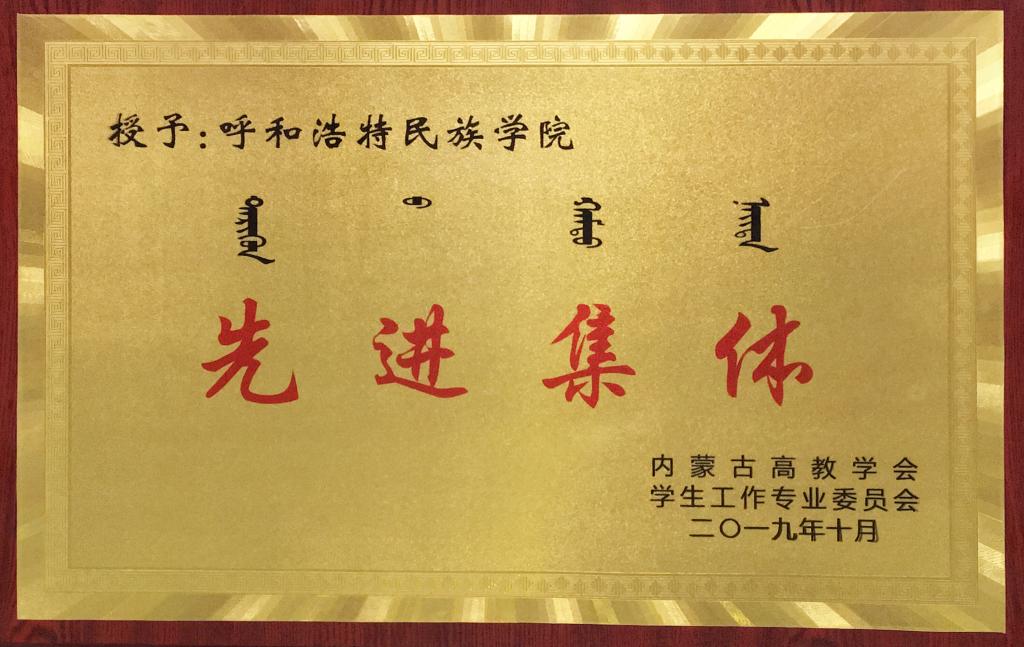 授予：呼和浩特民族学院
先进集体
内蒙古高教学会
学生工作专业委员会
二〇一九年十月